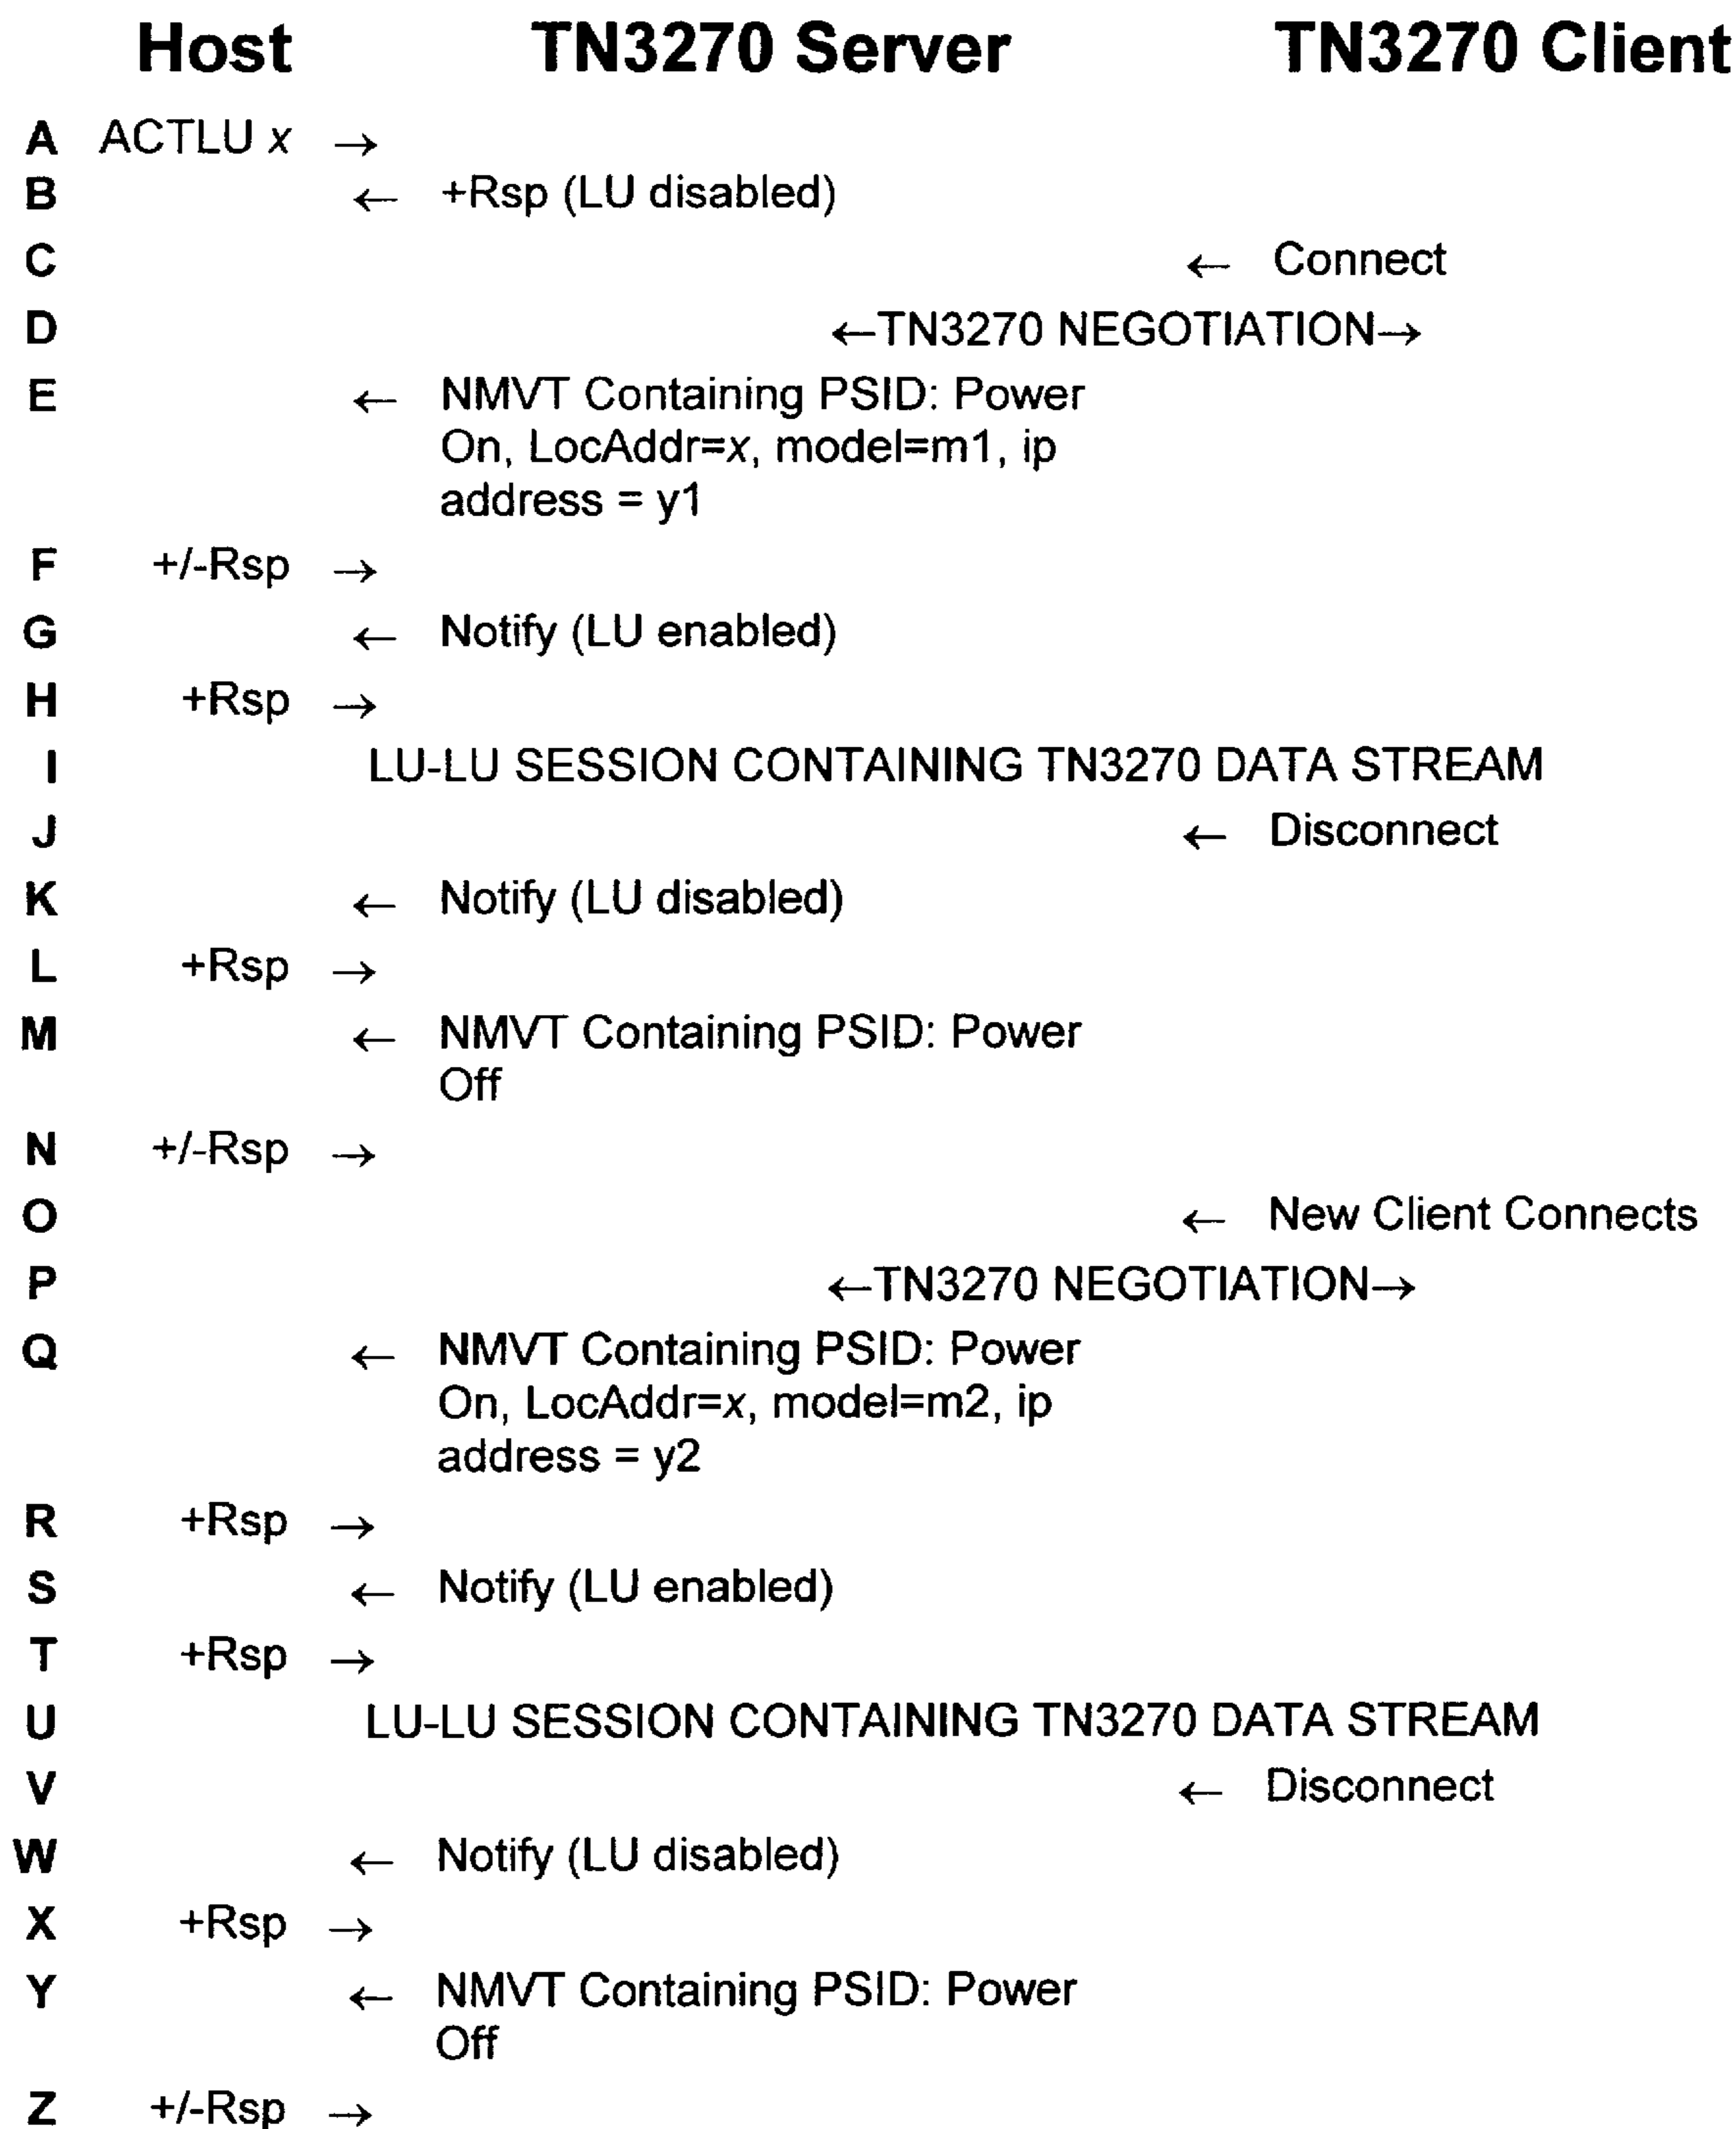 Host TN3270 Server TN3270 Client
A ACTLU x →
B ← +Rsp (LU disabled)
C ← Connect
D ←TN3270 NEGOTIATION→
E ← NMVT Containing PSID: Power
On, LocAddr=x, model=m1, ip
address = y1
F +/-Rsp →
G ← Notify (LU enabled)
H +Rsp →
I LU-LU SESSION CONTAINING TN3270 DATA STREAM
J ← Disconnect
K ← Notify (LU disabled)
L +Rsp →
M ← NMVT Containing PSID: Power
Off
N +/-Rsp →
O ← New Client Connects
P ←TN3270 NEGOTIATION→
Q ← NMVT Containing PSID: Power
On, LocAddr=x, model=m2, ip
address = y2
R +Rsp →
S ← Notify (LU enabled)
T +Rsp →
U LU-LU SESSION CONTAINING TN3270 DATA STREAM
V ← Disconnect
W ← Notify (LU disabled)
X +Rsp →
Y ← NMVT Containing PSID: Power
Off
Z +/-Rsp →